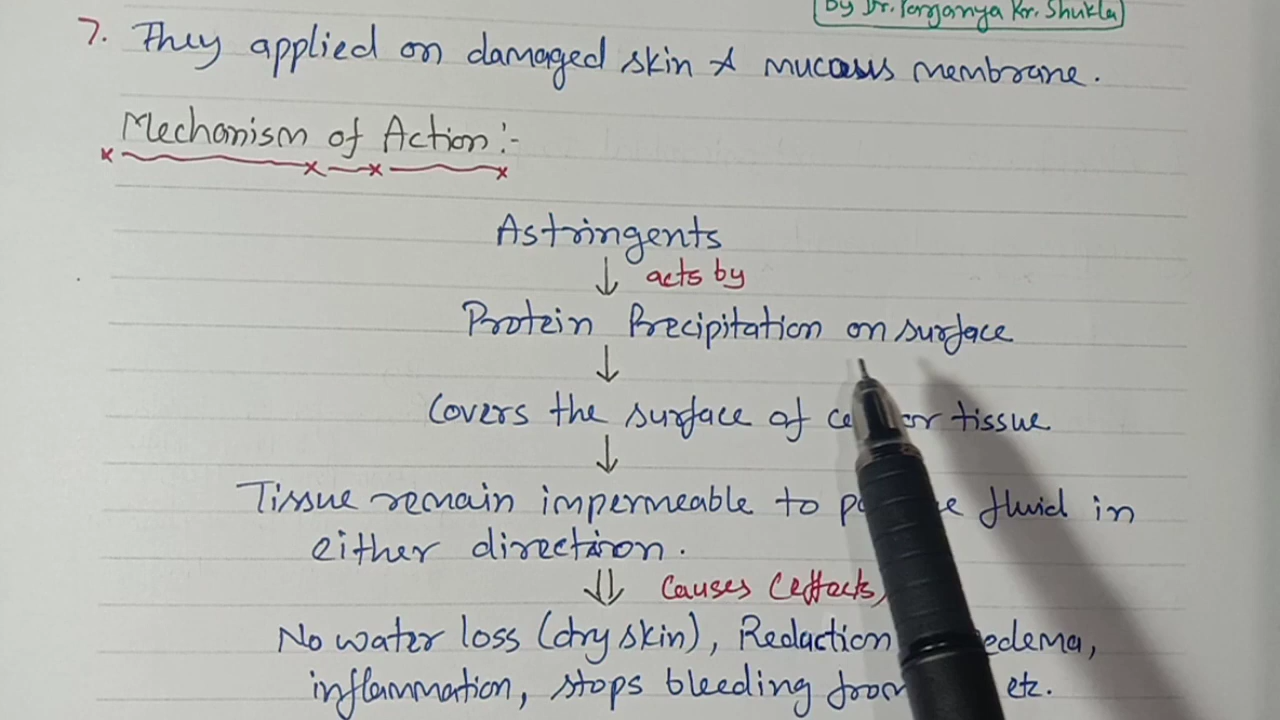 By Dr. Parganya Kr. Shukla
7. They applied on damaged skin & mucous membrane.
Mechanism of Action:-
Astringents
↓ acts by
Protein Precipitation on surface
↓
Covers the surface of or tissue
↓
Tissue remain impermeable to fluid in
either direction.
⇓ Causes (effects)
No water loss (dry skin), Reduction edema,
inflammation, stops bleeding from etc.